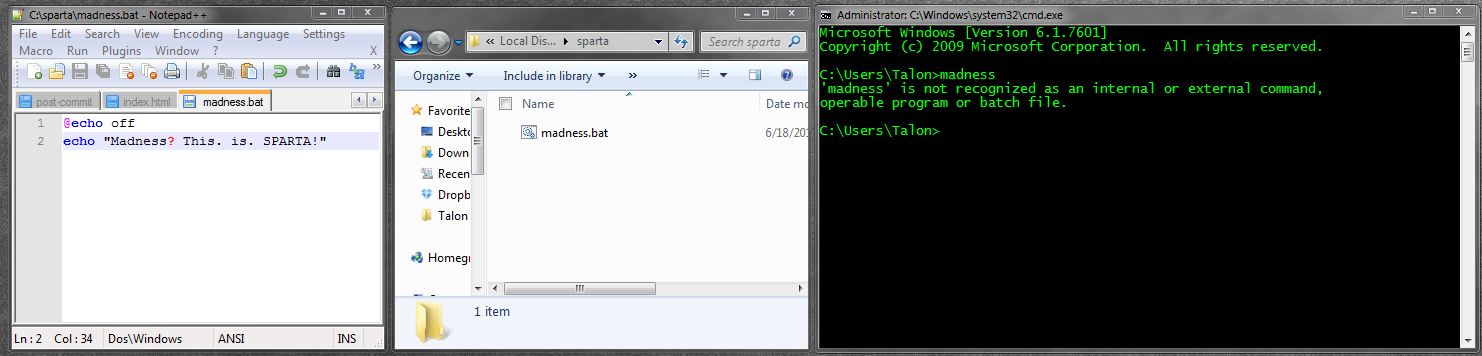 C:\sparta\madness.bat - Notepad++
File Edit Search View Encoding Language Settings
Macro Run Plugins Window ? X
post-commit index.html madness.bat
1 @echo off
2 echo "Madness? This. is. SPARTA!"
Ln : 2 Col : 34 Dos\Windows ANSI INS
« Local Dis... sparta Search sparta
Organize Include in library »
Name Date mo
Favorite
Deskto
Down
Recen
Dropb
Talon
Homegr
madness.bat 6/18/20
1 item
Administrator: C:\Windows\system32\cmd.exe
Microsoft Windows [Version 6.1.7601]
Copyright (c) 2009 Microsoft Corporation. All rights reserved.
C:\Users\Talon>madness
'madness' is not recognized as an internal or external command,
operable program or batch file.
C:\Users\Talon>